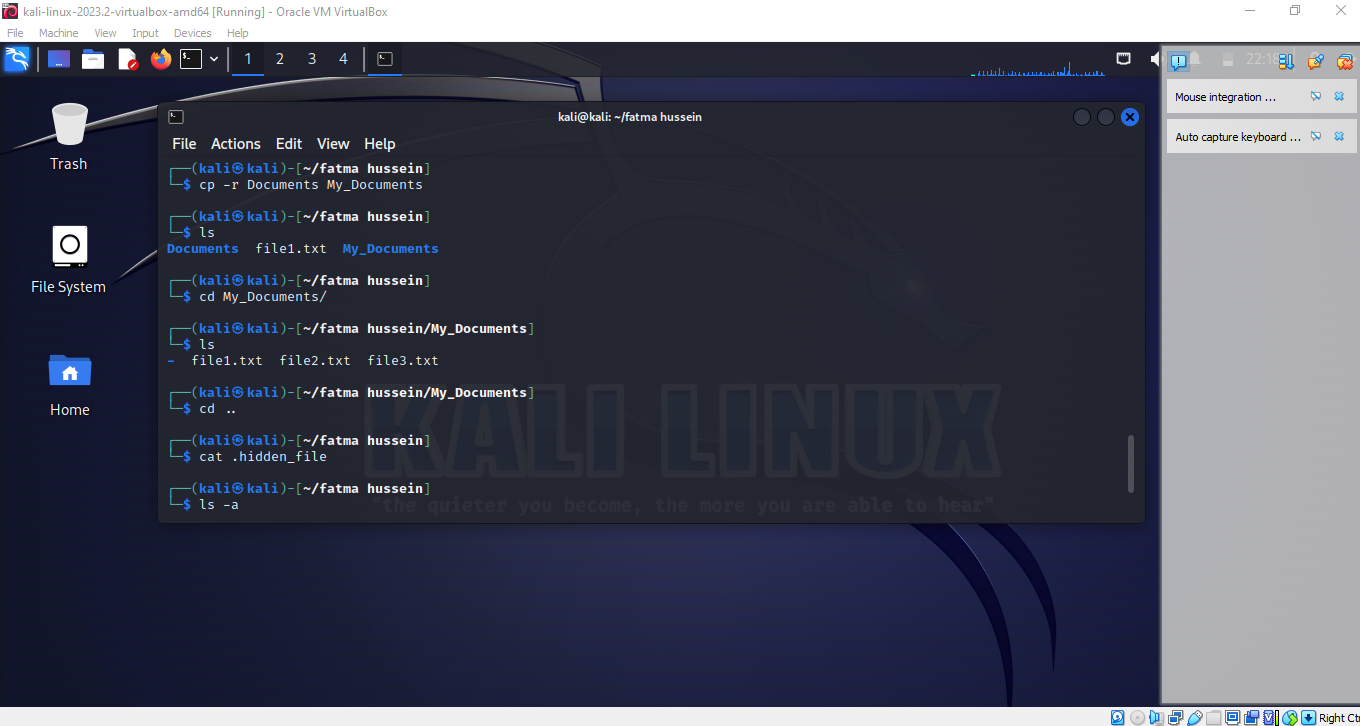 kali-linux-2023.2-virtualbox-amd64 [Running] - Oracle VM VirtualBox
File Machine View Input Devices Help
1 2 3 4
Mouse integration ...
Auto capture keyboard ...
Trash
File System
Home
kali@kali: ~/fatma hussein
File Actions Edit View Help
┌──(kali㉿kali)-[~/fatma hussein]
└─$ cp -r Documents My_Documents
┌──(kali㉿kali)-[~/fatma hussein]
└─$ ls
Documents file1.txt My_Documents
┌──(kali㉿kali)-[~/fatma hussein]
└─$ cd My_Documents/
┌──(kali㉿kali)-[~/fatma hussein/My_Documents]
└─$ ls
- file1.txt file2.txt file3.txt
┌──(kali㉿kali)-[~/fatma hussein/My_Documents]
└─$ cd ..
┌──(kali㉿kali)-[~/fatma hussein]
└─$ cat .hidden_file
┌──(kali㉿kali)-[~/fatma hussein]
└─$ ls -a
KALI LINUX
"the quieter you become, the more you are able to hear"
Right Ctr